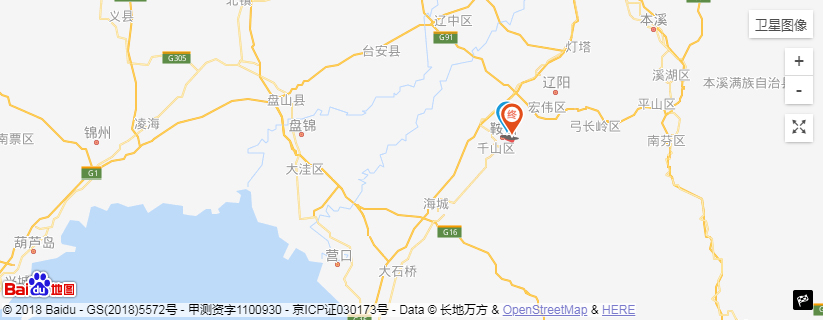 北镇
义县
辽中区
本溪
卫星图像
G305
台安县
G91
灯塔
+
溪湖区
辽阳
本溪满族自治县
-
盘山县
宏伟区
平山区
终
凌海
锦州
盘锦
鞍
弓长岭区
南票区
千山区
南芬区
G1
大洼区
海城
G16
葫芦岛
营口
大石桥
兴城
Bai du 地图
© 2018 Baidu - GS(2018)5572号 - 甲测资字1100930 - 京ICP证030173号 - Data © 长地万方 & OpenStreetMap & HERE